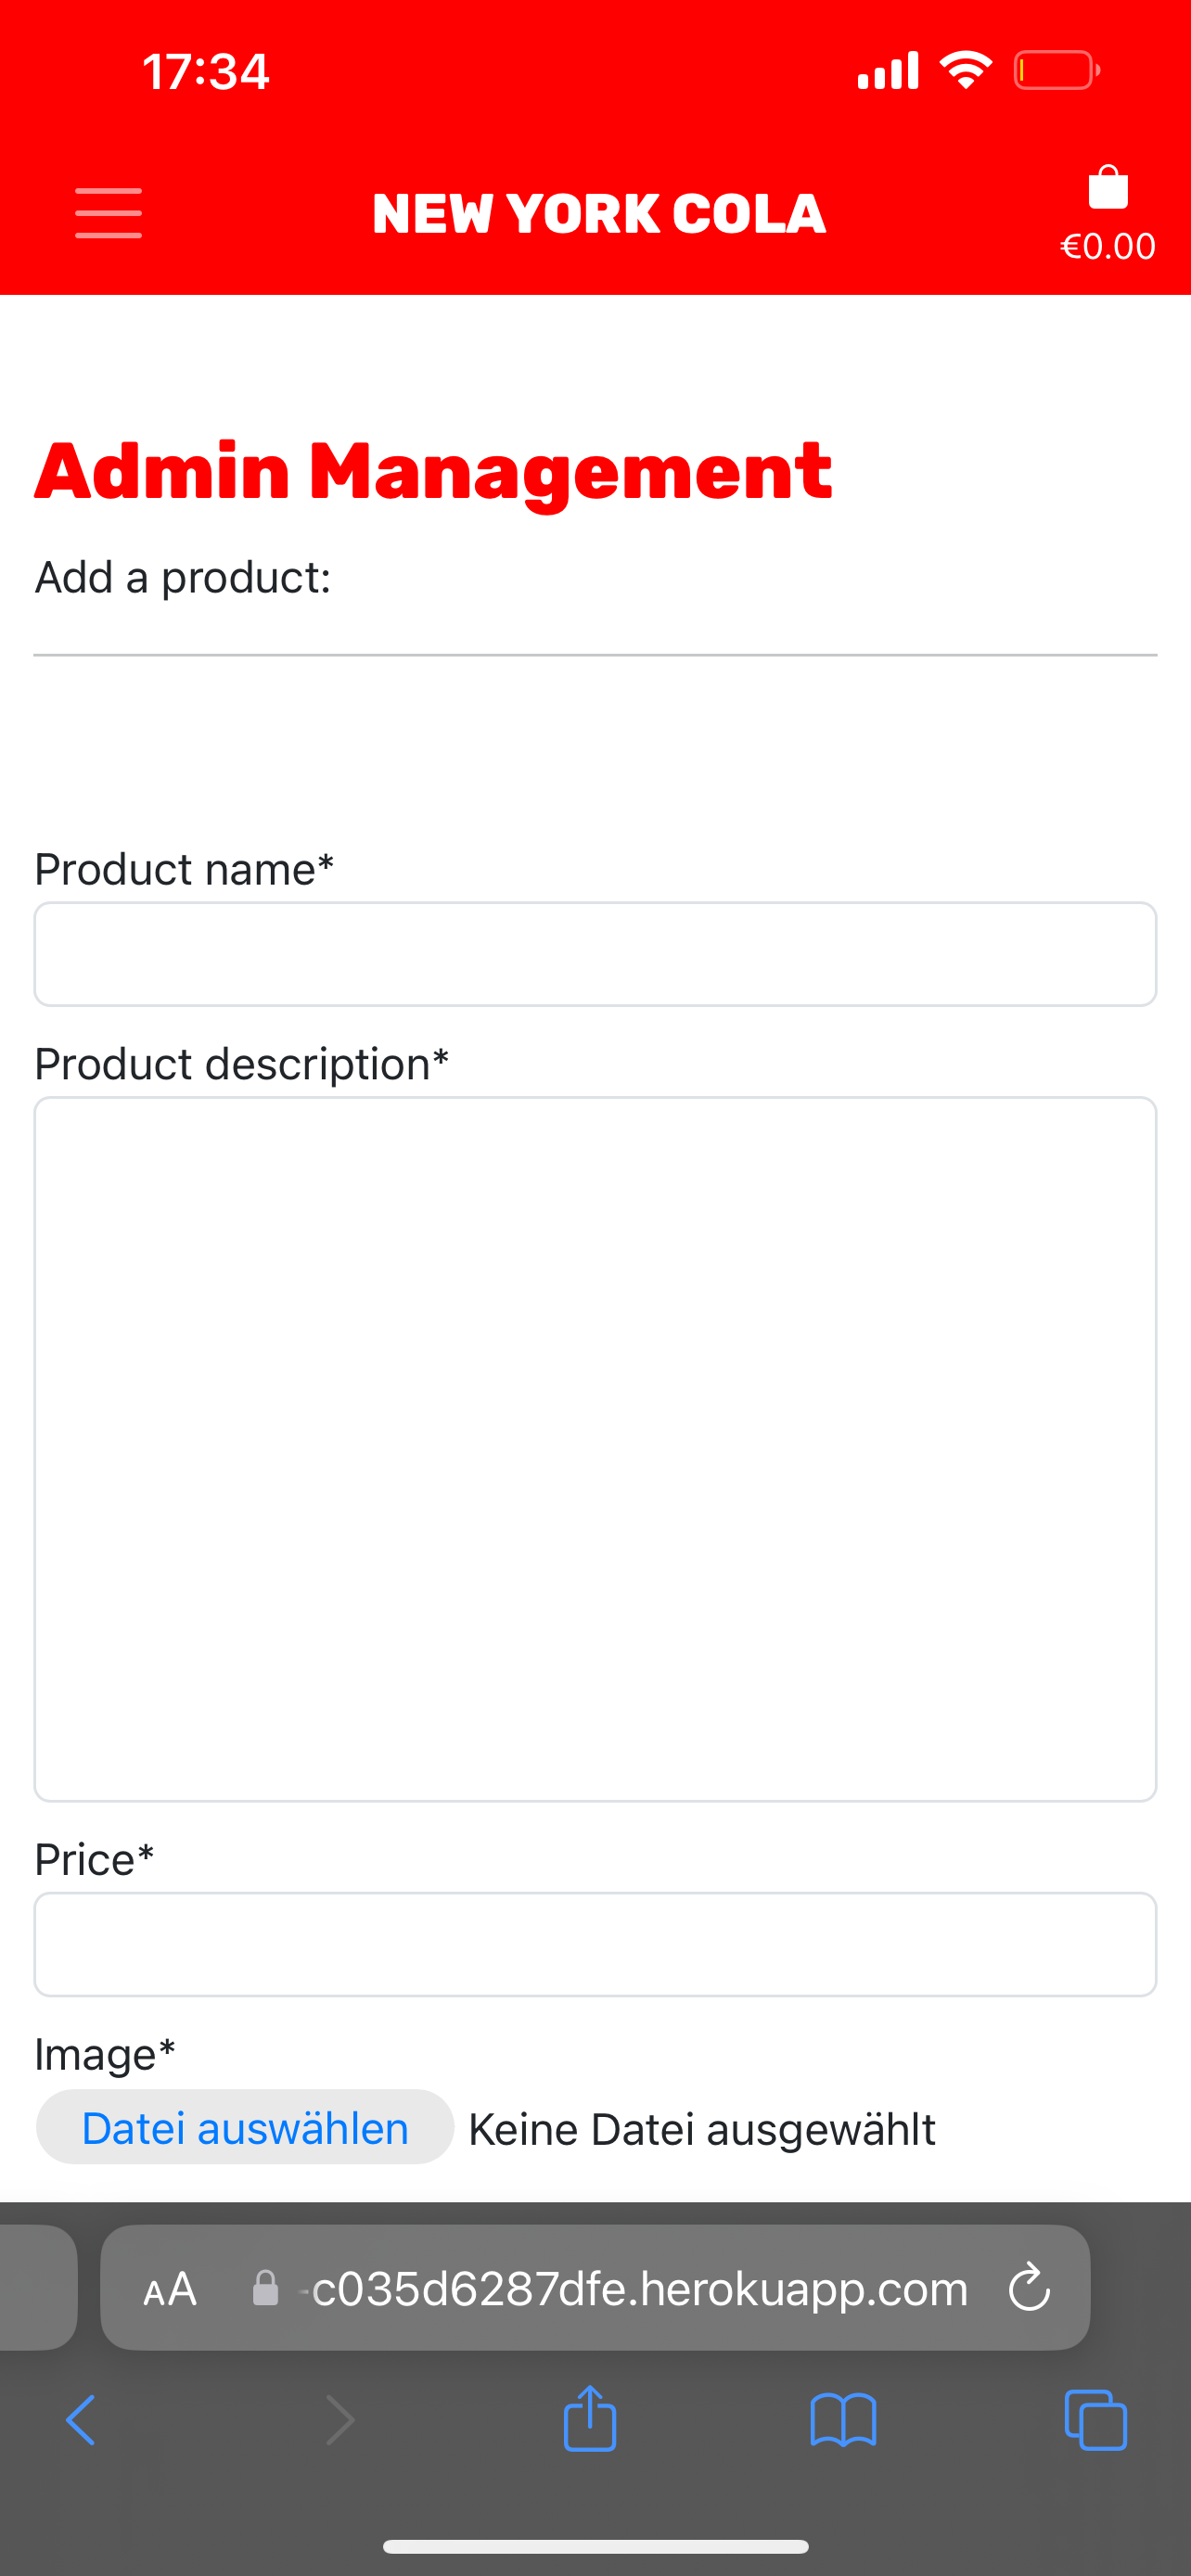 17:34
NEW YORK COLA
€0.00
Admin Management
Add a product:
Product name*
Product description*
Price*
Image*
Datei auswählen Keine Datei ausgewählt
AA -c035d6287dfe.herokuapp.com